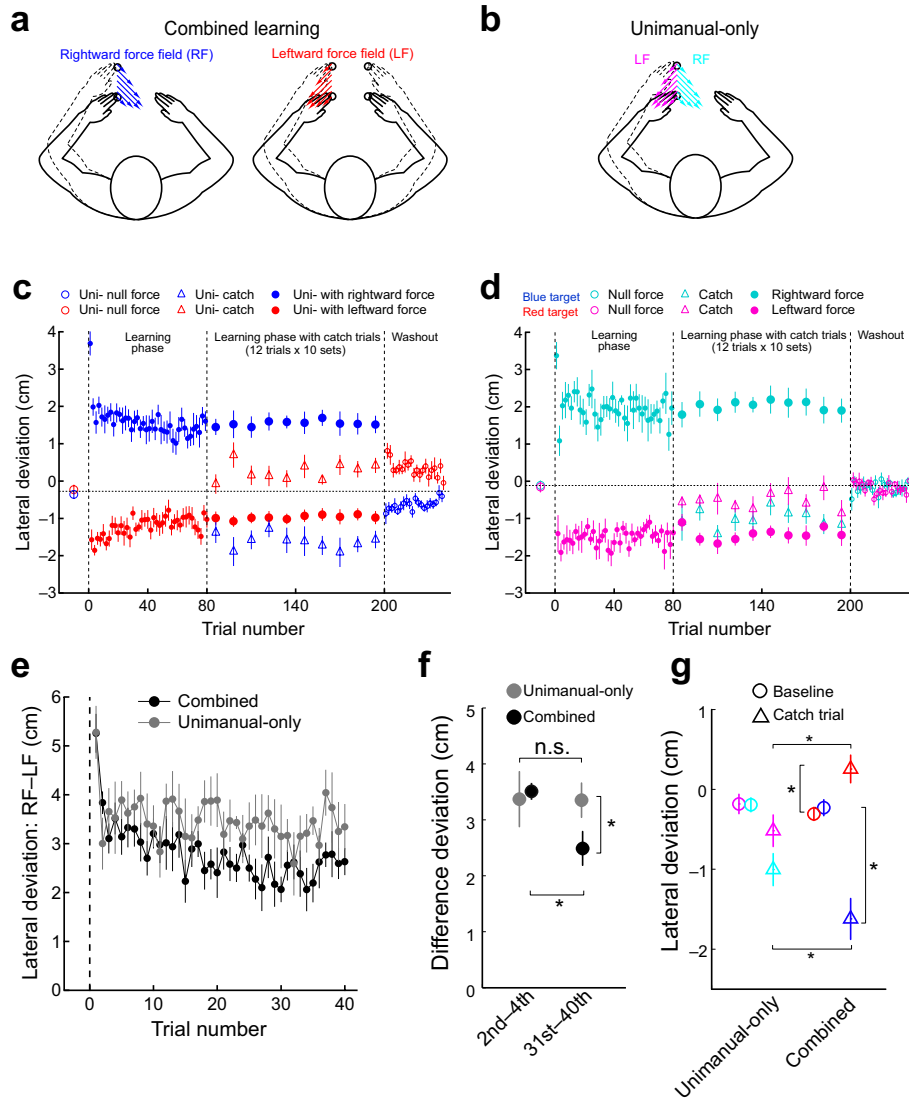 a
Combined learning
Rightward force field (RF)
Leftward force field (LF)
b
Unimanual-only
LF
RF
c
Uni- null force
Uni- catch
Uni- with rightward force
Uni- null force
Uni- catch
Uni- with leftward force
Learning phase
Learning phase with catch trials
(12 trials x 10 sets)
Washout
Lateral deviation (cm)
4
3
2
1
0
−1
−2
−3
0
40
80
140
200
Trial number
d
Blue target
Null force
Catch
Rightward force
Red target
Null force
Catch
Leftward force
Learning phase
Learning phase with catch trials
(12 trials x 10 sets)
Washout
Lateral deviation (cm)
4
3
2
1
0
−1
−2
−3
0
40
80
140
200
Trial number
e
Combined
Unimanual-only
Lateral deviation: RF–LF (cm)
6
5
4
3
2
1
0
0
10
20
30
40
Trial number
f
Unimanual-only
Combined
n.s.
*
*
Difference deviation (cm)
5
4
3
2
1
0
2nd–4th
31st–40th
g
Baseline
Catch trial
*
*
*
*
Lateral deviation (cm)
1
0
−1
−2
Unimanual-only
Combined